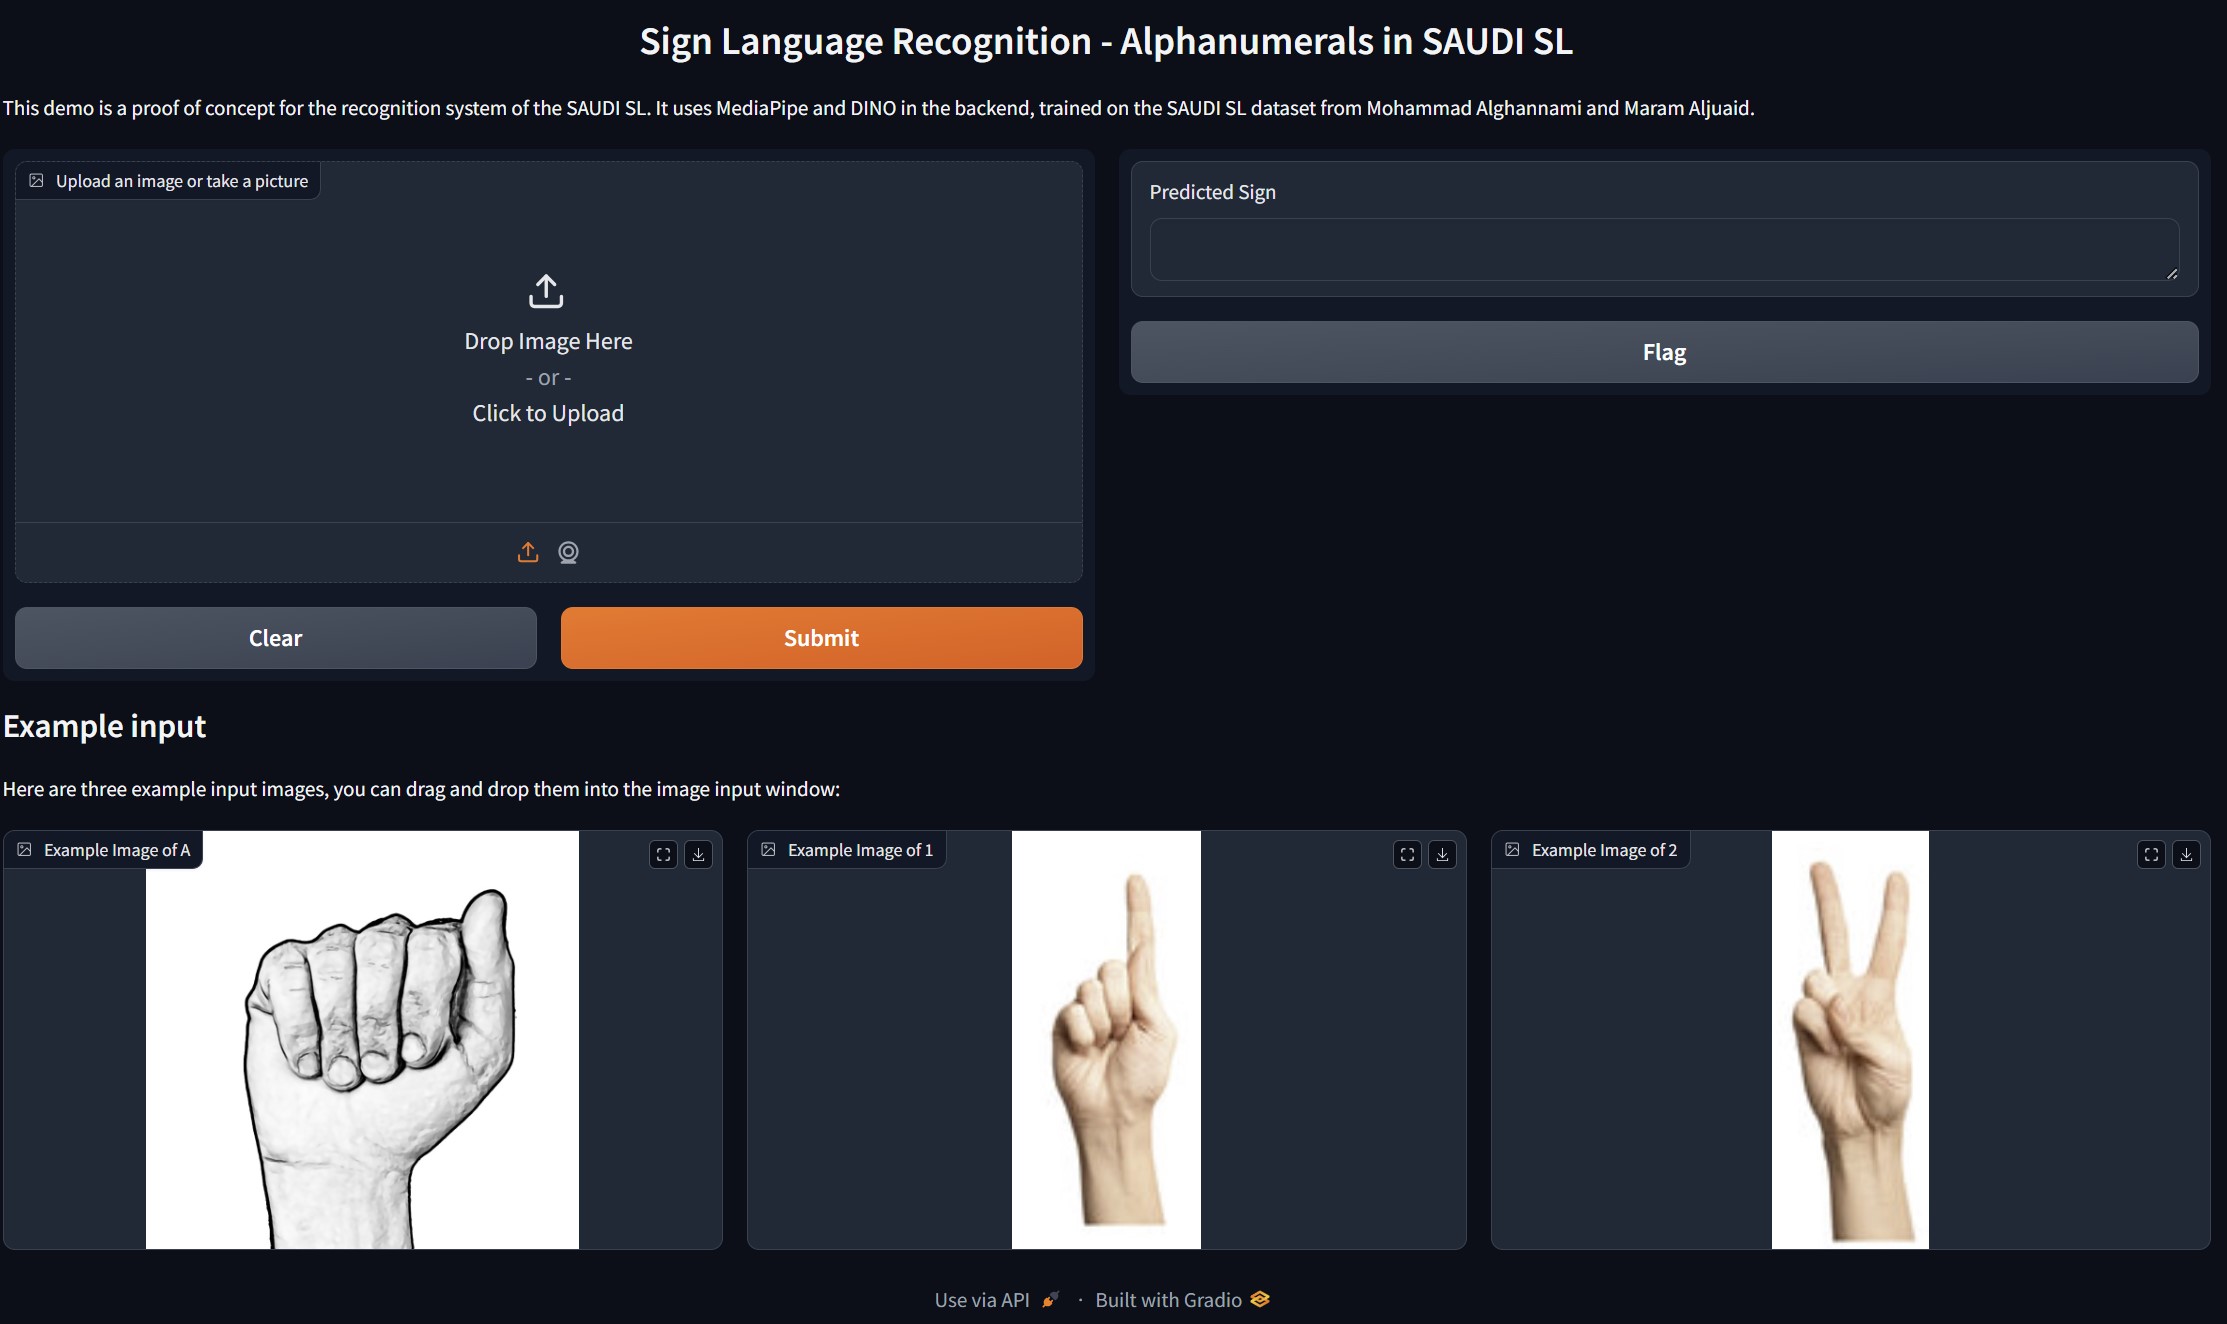 Sign Language Recognition - Alphanumerals in SAUDI SL
This demo is a proof of concept for the recognition system of the SAUDI SL. It uses MediaPipe and DINO in the backend, trained on the SAUDI SL dataset from Mohammad Alghannami and Maram Aljuaid.
Upload an image or take a picture
Drop Image Here
- or -
Click to Upload
Clear
Submit
Predicted Sign
Flag
Example input
Here are three example input images, you can drag and drop them into the image input window:
Example Image of A
Example Image of 1
Example Image of 2
Use via API · Built with Gradio